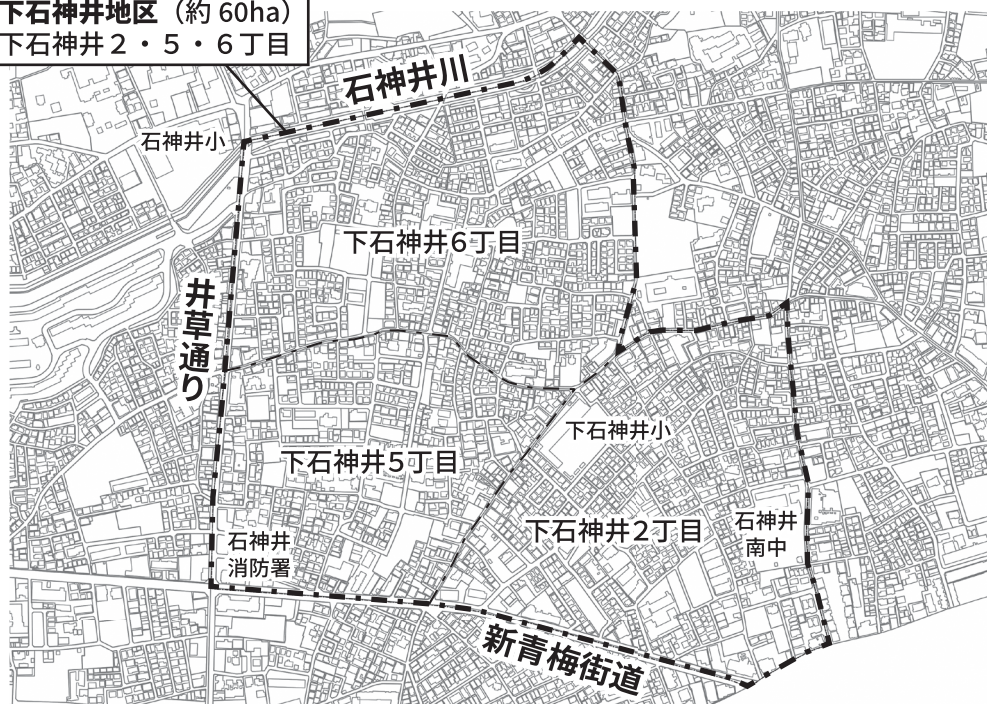 下石神井地区（約 60ha）
下石神井２・５・６丁目
石神井川
石神井小
下石神井６丁目
井草通り
下石神井小
下石神井５丁目
石神井
南中
下石神井２丁目
石神井
消防署
新青梅街道